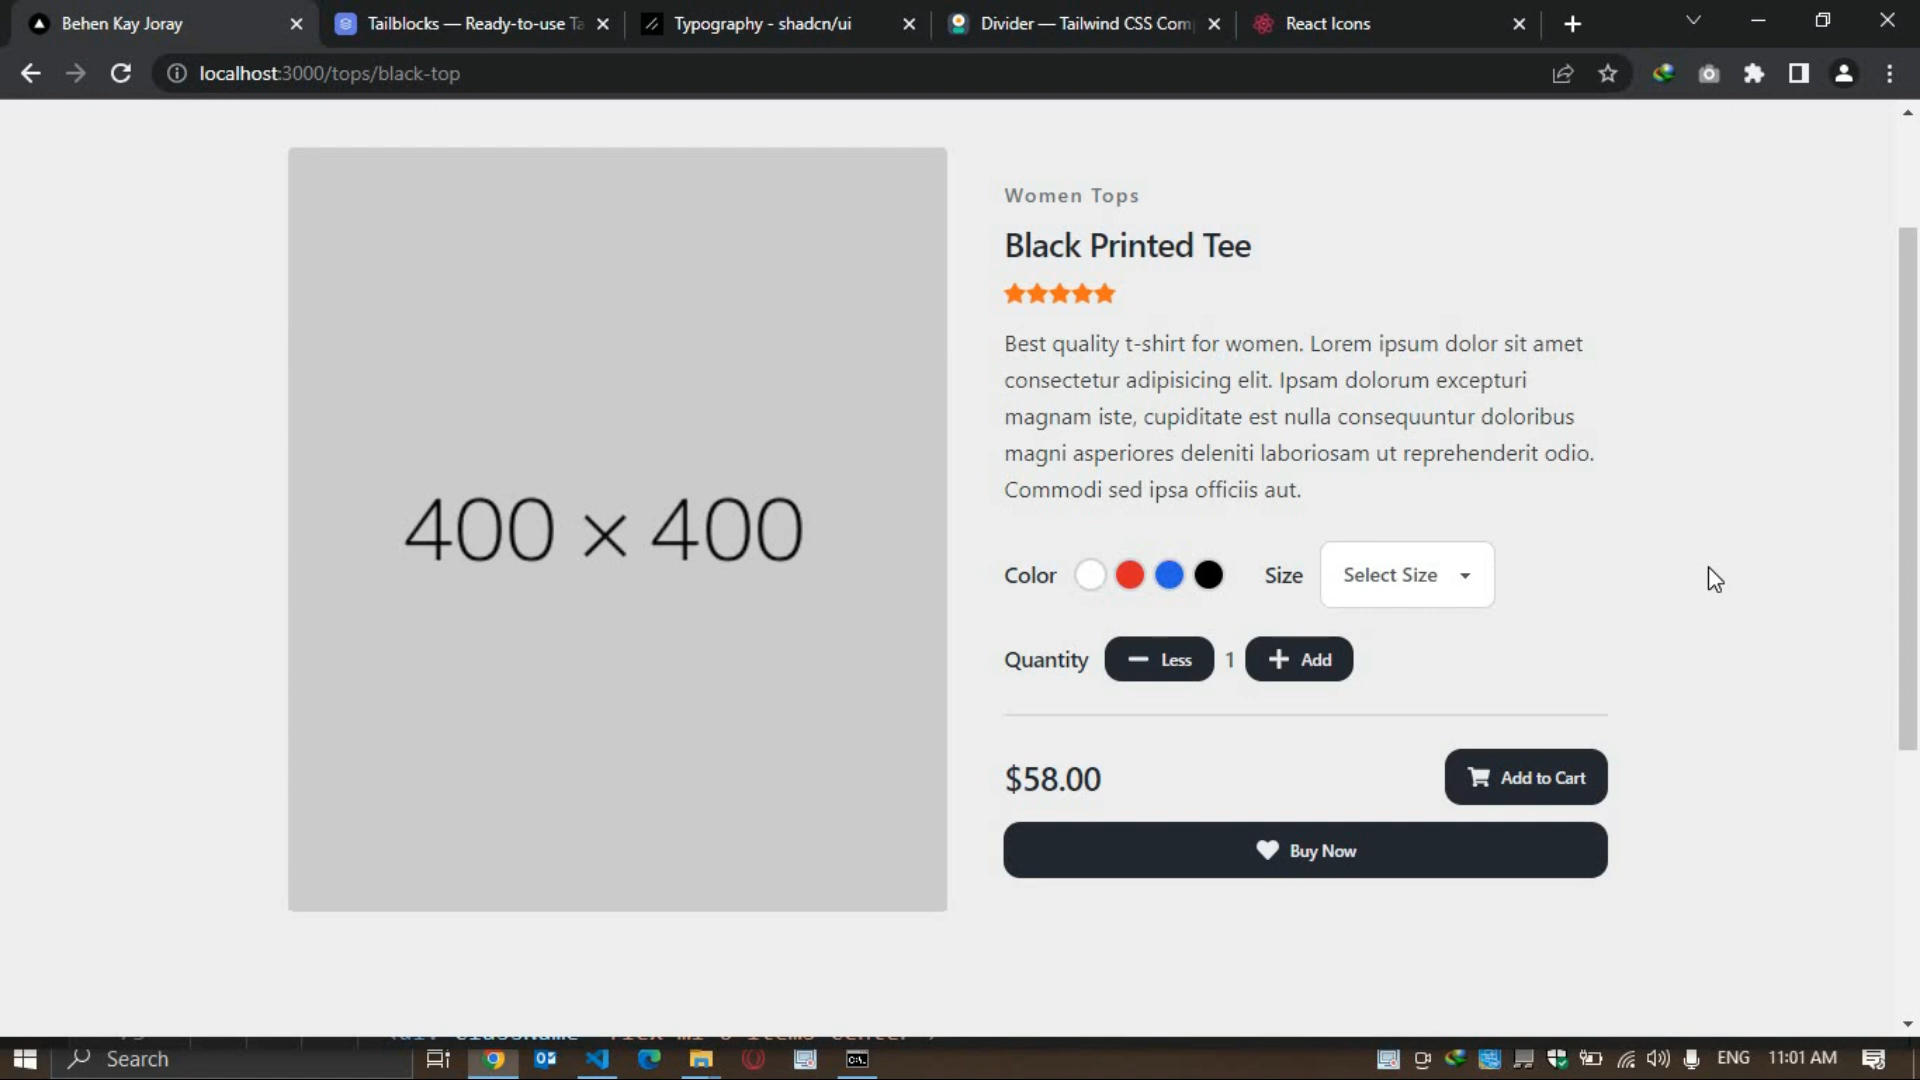 Behen Kay Joray
Tailblocks — Ready-to-use Ta
Typography - shadcn/ui
Divider — Tailwind CSS Com
React Icons
localhost:3000/tops/black-top
400 × 400
Women Tops
Black Printed Tee
Best quality t-shirt for women. Lorem ipsum dolor sit amet
consectetur adipisicing elit. Ipsam dolorum excepturi
magnam iste, cupiditate est nulla consequuntur doloribus
magni asperiores deleniti laboriosam ut reprehenderit odio.
Commodi sed ipsa officiis aut.
Color
Size
Select Size
Quantity
Less
1
Add
$58.00
Add to Cart
Buy Now
Search
ENG
11:01 AM